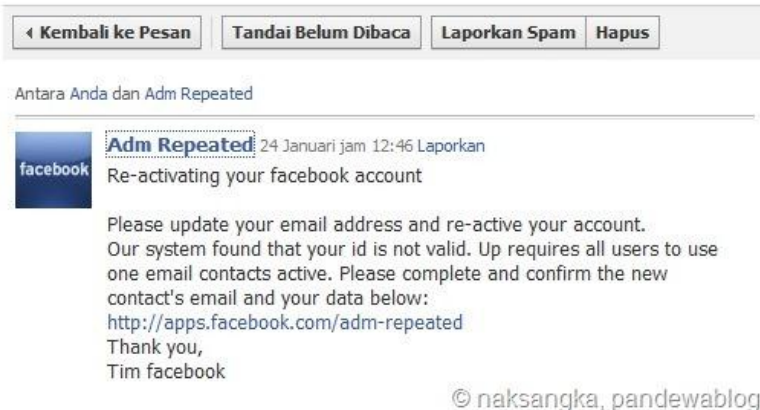 Kembali ke Pesan Tandai Belum Dibaca Laporkan Spam Hapus
Antara Anda dan Adm Repeated
facebook
Adm Repeated 24 Januari jam 12:46 Laporkan
Re-activating your facebook account
Please update your email address and re-active your account.
Our system found that your id is not valid. Up requires all users to use
one email contacts active. Please complete and confirm the new
contact's email and your data below:
http://apps.facebook.com/adm-repeated
Thank you,
Tim facebook
© naksangka, pandewablog